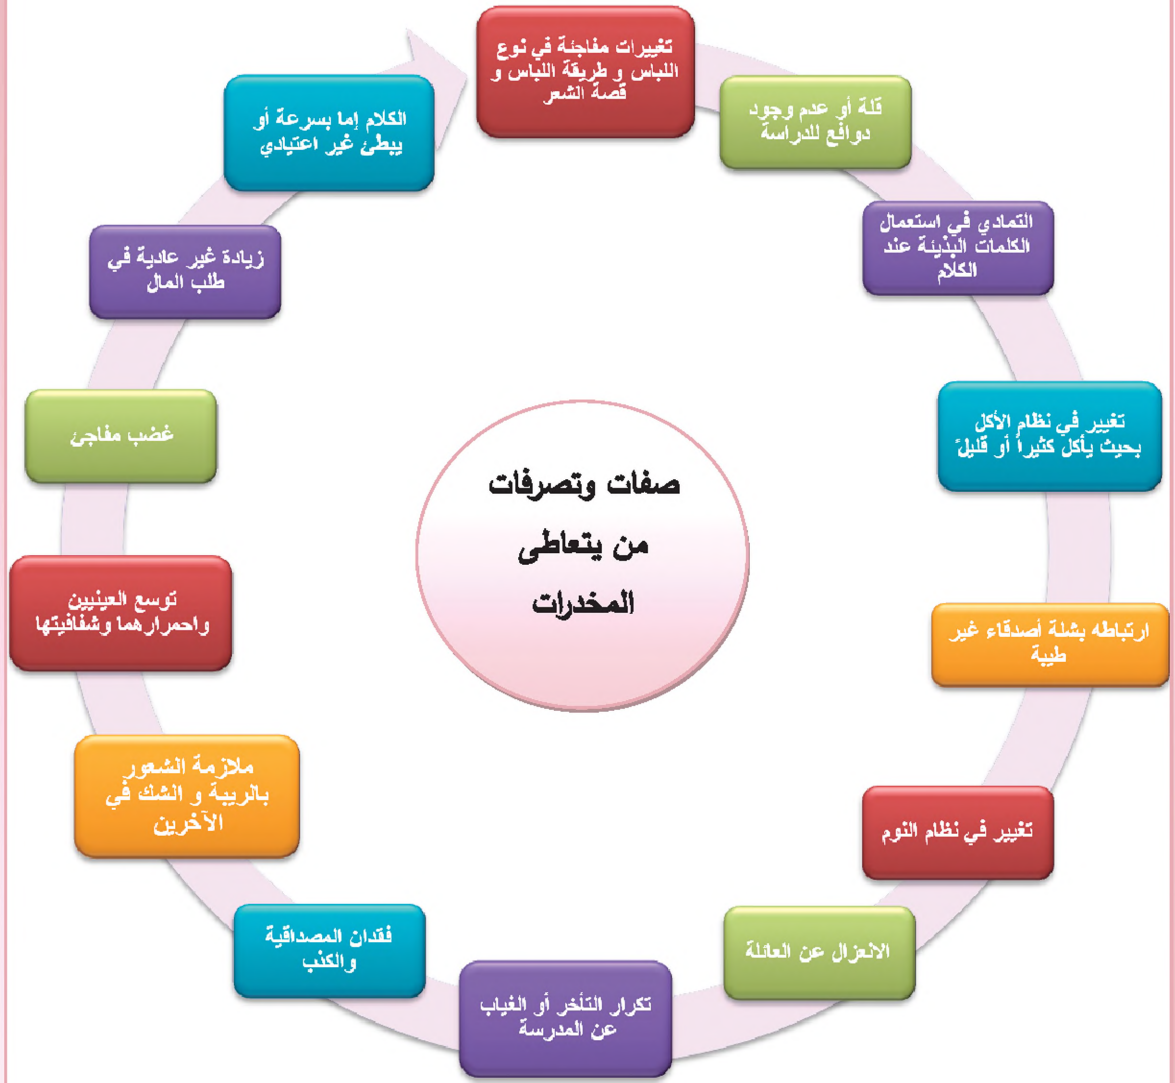 صفات وتصرفات
من يتعاطى
المخدرات
تغييرات مفاجئة في نوع
اللباس و طريقة اللباس و
قصة الشعر
قلة أو عدم وجود
دوافع للدراسة
التمادي في استعمال
الكلمات البذيئة عند
الكلام
تغيير في نظام الأكل
بحيث يأكل كثيراً أو قليلً
ارتباطه بشلة أصدقاء غير
طيبة
تغيير في نظام النوم
الانعزال عن العائلة
تكرار التأخر أو الغياب
عن المدرسة
فقدان المصداقية
والكذب
ملازمة الشعور
بالريبة و الشك في
الآخرين
توسع العينيين
واحمرارهما وشفافيتها
غضب مفاجئ
زيادة غير عادية في
طلب المال
الكلام إما بسرعة أو
يبطئ غير اعتيادي